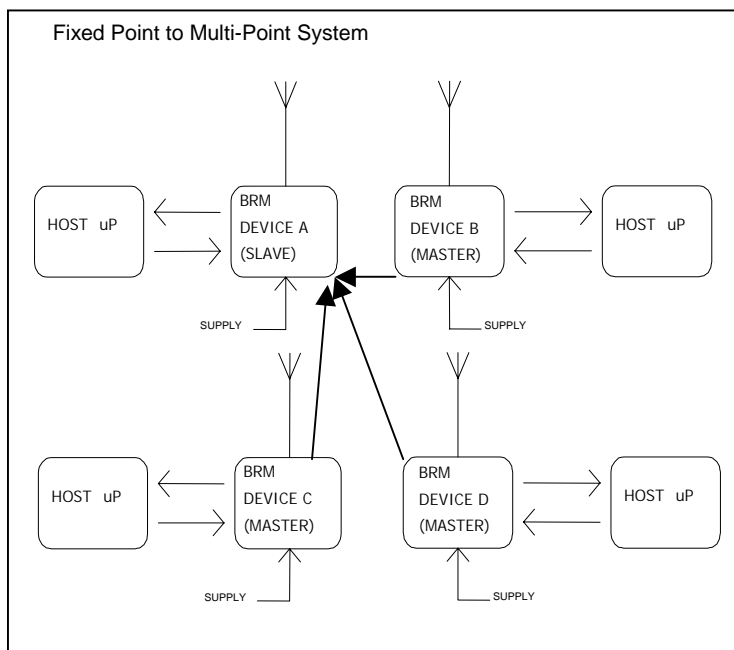 Fixed Point to Multi-Point System
HOST uP
BRM
DEVICE A
(SLAVE)
BRM
DEVICE B
(MASTER)
HOST uP
SUPPLY
SUPPLY
HOST uP
BRM
DEVICE C
(MASTER)
BRM
DEVICE D
(MASTER)
HOST uP
SUPPLY
SUPPLY